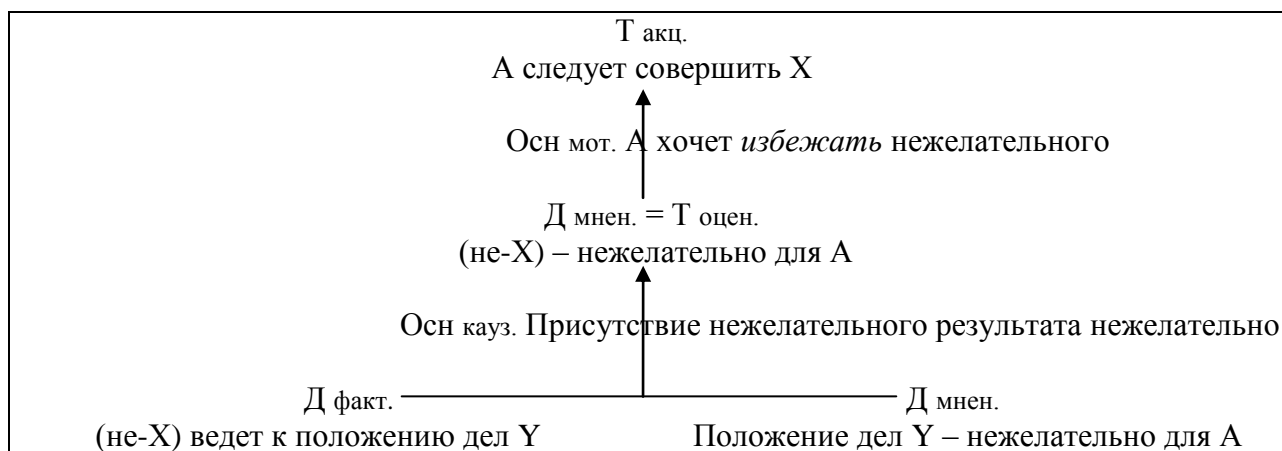 Т акц.
А следует совершить Х
Осн мот. А хочет избежать нежелательного
Д мнен. = Т оцен.
(не-Х) – нежелательно для А
Осн кауз. Присутствие нежелательного результата нежелательно
Д факт. Д мнен.
(не-Х) ведет к положению дел Y Положение дел Y – нежелательно для А